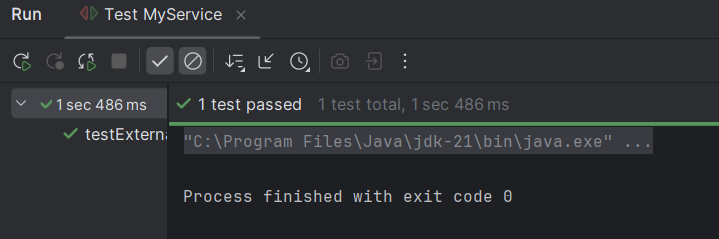 Run Test MyService
1 sec 486 ms
testExterna
1 test passed 1 test total, 1 sec 486 ms
"C:\Program Files\Java\jdk-21\bin\java.exe" ...
Process finished with exit code 0